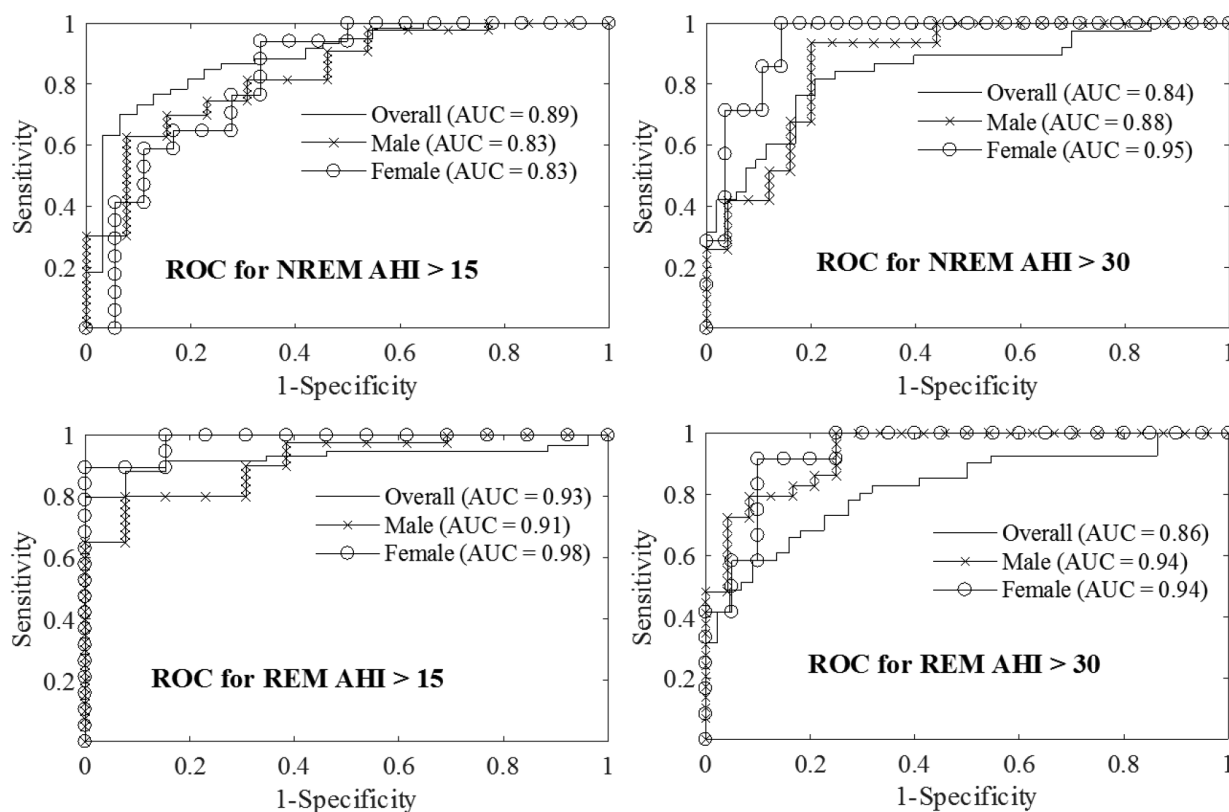 1
0.8
0.6
0.4
0.2
Sensitivity
Overall (AUC = 0.89)
Male (AUC = 0.83)
Female (AUC = 0.83)
ROC for NREM AHI > 15
0 0.2 0.4 0.6 0.8 1
1-Specificity
1
0.8
0.6
0.4
0.2
Sensitivity
Overall (AUC = 0.84)
Male (AUC = 0.88)
Female (AUC = 0.95)
ROC for NREM AHI > 30
0 0.2 0.4 0.6 0.8 1
1-Specificity
1
0.8
0.6
0.4
0.2
Sensitivity
Overall (AUC = 0.93)
Male (AUC = 0.91)
Female (AUC = 0.98)
ROC for REM AHI > 15
0 0.2 0.4 0.6 0.8 1
1-Specificity
1
0.8
0.6
0.4
0.2
Sensitivity
Overall (AUC = 0.86)
Male (AUC = 0.94)
Female (AUC = 0.94)
ROC for REM AHI > 30
0 0.2 0.4 0.6 0.8 1
1-Specificity